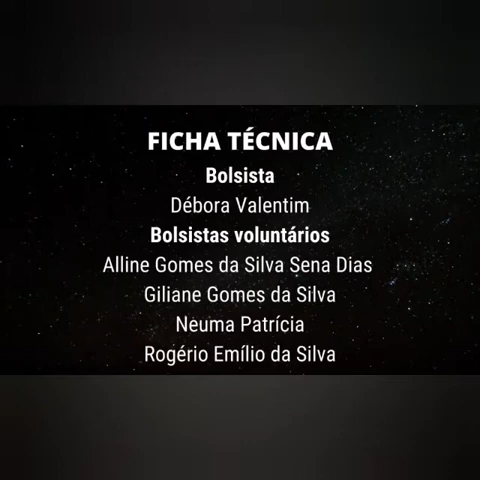 FICHA TÉCNICA
Bolsista
Débora Valentim
Bolsistas voluntários
Alline Gomes da Silva Sena Dias
Giliane Gomes da Silva
Neuma Patrícia
Rogério Emílio da Silva